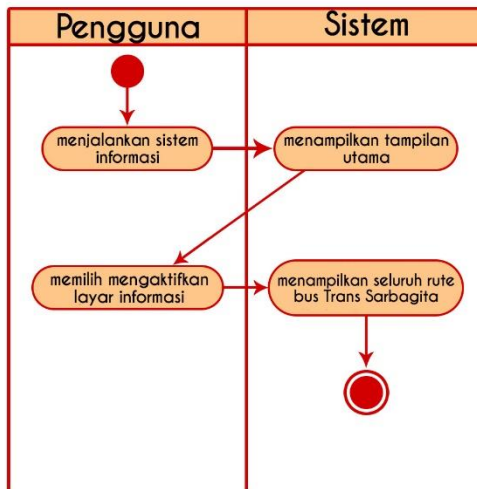 Pengguna
Sistem
menjalankan sistem
informasi
menampilkan tampilan
utama
memilih mengaktifkan
layar informasi
menampilkan seluruh rute
bus Trans Sarbagita